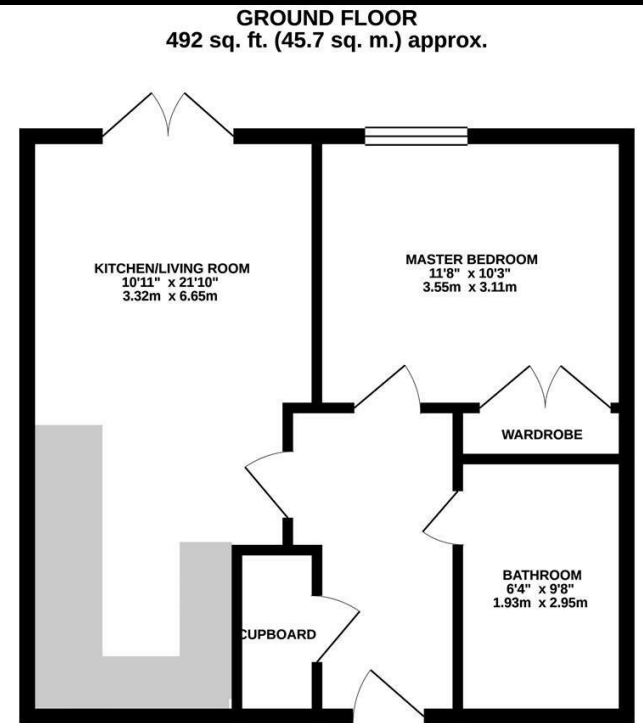 GROUND FLOOR
492 sq. ft. (45.7 sq. m.) approx.
KITCHEN/LIVING ROOM
10'11" x 21'10"
3.32m x 6.65m
MASTER BEDROOM
11'8" x 10'3"
3.55m x 3.11m
WARDROBE
BATHROOM
6'4" x 9'8"
1.93m x 2.95m
CUPBOARD